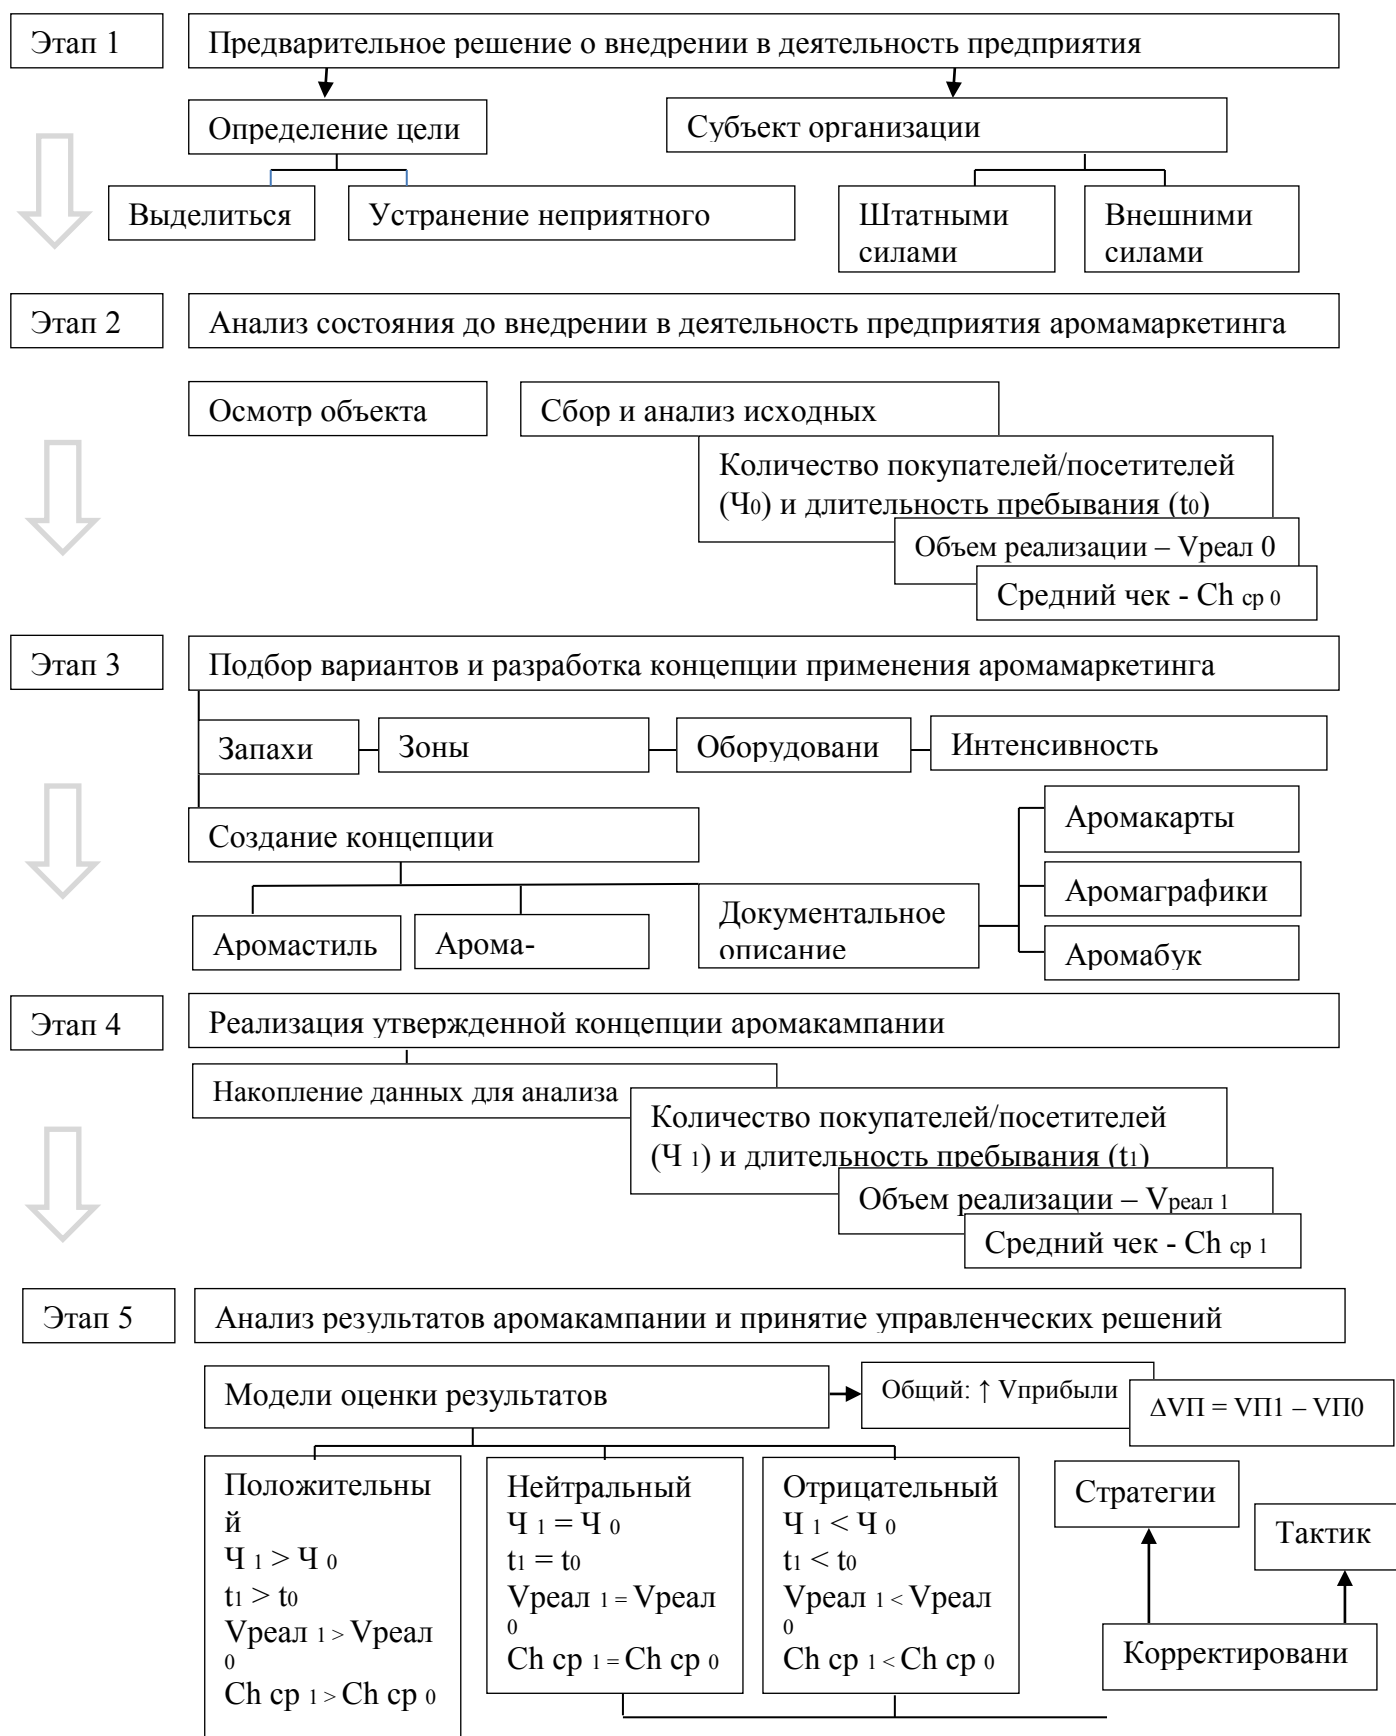 Этап 1
Предварительное решение о внедрении в деятельность предприятия
Определение цели
Субъект организации
Выделиться
Устранение неприятного
Штатными
силами
Внешними
силами
Этап 2
Анализ состояния до внедрении в деятельность предприятия аромамаркетинга
Осмотр объекта
Сбор и анализ исходных
Количество покупателей/посетителей
(Ч0) и длительность пребывания (t0)
Объем реализации – Vреал 0
Средний чек - Ch ср 0
Этап 3
Подбор вариантов и разработка концепции применения аромамаркетинга
Запахи
Зоны
Оборудовани
Интенсивность
Создание концепции
Аромакарты
Аромаграфики
Аромабук
Аромастиль
Арома-
Документальное
описание
Этап 4
Реализация утвержденной концепции аромакампании
Накопление данных для анализа
Количество покупателей/посетителей
(Ч 1) и длительность пребывания (t1)
Объем реализации – Vреал 1
Средний чек - Ch ср 1
Этап 5
Анализ результатов аромакампании и принятие управленческих решений
Модели оценки результатов
Общий: ↑ Vприбыли
ΔVП = VП1 – VП0
Положительны
й
Ч 1 > Ч 0
t1 > t0
Vреал 1 > Vреал
0
Ch ср 1 > Ch ср 0
Нейтральный
Ч 1 = Ч 0
t1 = t0
Vреал 1 = Vреал
0
Ch ср 1 = Ch ср 0
Отрицательный
Ч 1 < Ч 0
t1 < t0
Vреал 1 < Vреал
0
Ch ср 1 < Ch ср 0
Стратегии
Тактик
Корректировани